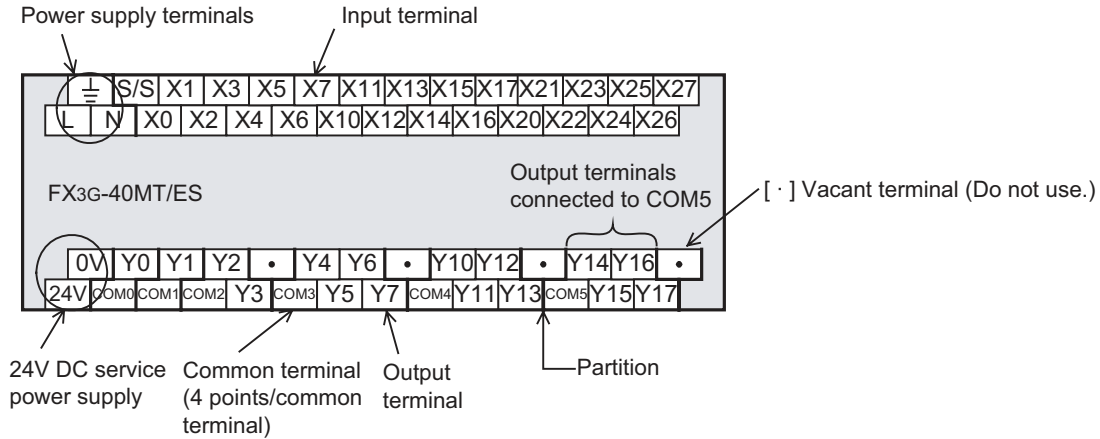 Power supply terminals
Input terminal
⏚ S/S X1 X3 X5 X7 X11 X13 X15 X17 X21 X23 X25 X27
L N X0 X2 X4 X6 X10 X12 X14 X16 X20 X22 X24 X26
FX3G-40MT/ES
Output terminals
connected to COM5
[ · ] Vacant terminal (Do not use.)
0V Y0 Y1 Y2 • Y4 Y6 • Y10 Y12 • Y14 Y16 •
24V COM0 COM1 COM2 Y3 COM3 Y5 Y7 COM4 Y11 Y13 COM5 Y15 Y17
24V DC service
power supply
Common terminal
(4 points/common
terminal)
Output
terminal
Partition